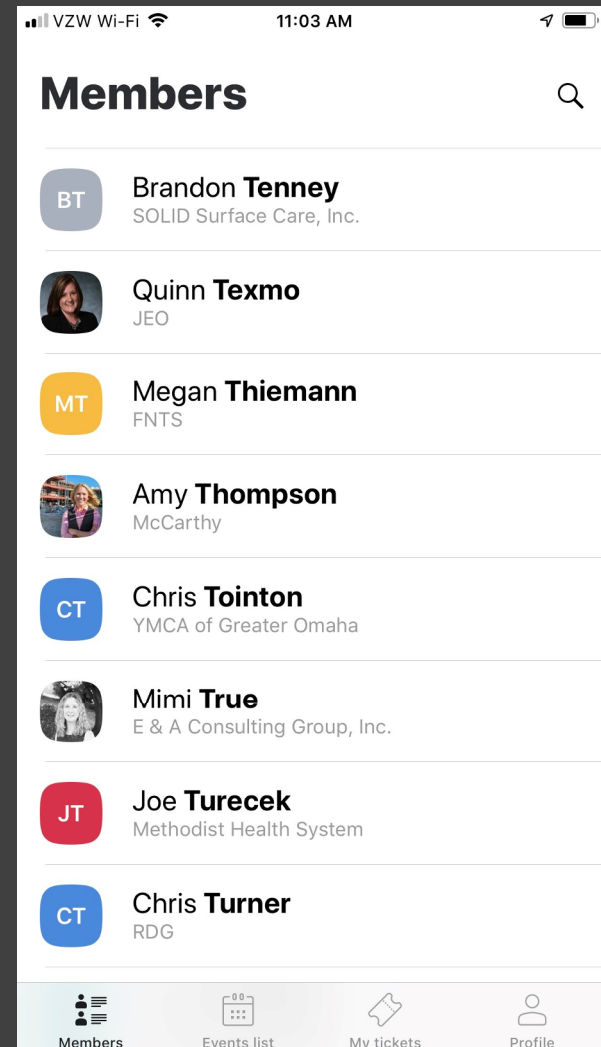 VZW Wi-Fi 11:03 AM
Members
BT
Brandon Tenney
SOLID Surface Care, Inc.
Quinn Texmo
JEO
MT
Megan Thiemann
FNTS
Amy Thompson
McCarthy
CT
Chris Tointon
YMCA of Greater Omaha
Mimi True
E & A Consulting Group, Inc.
JT
Joe Turecek
Methodist Health System
CT
Chris Turner
RDG
00
Members Events list My tickets Profile